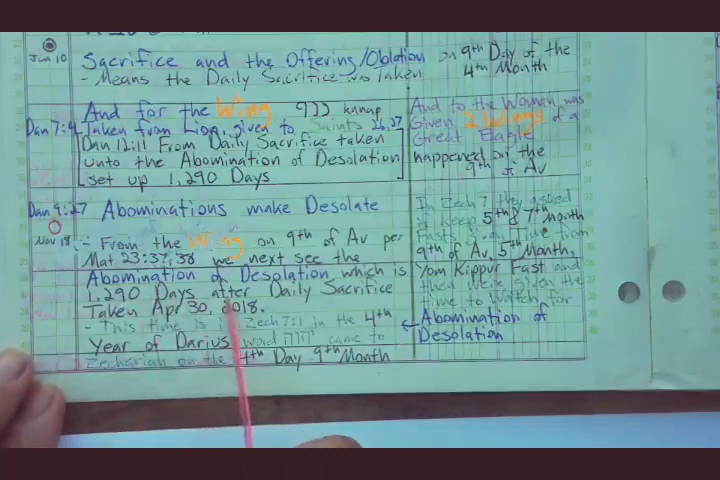 Jun 10
Sacrifice and the Offering/Oblation on 9th Day of the
4th Month
- Means the Daily Sacrifice was taken
And for the Wing כנף kanap
Dan 7:4 Taken from Lion, given to Saints
Dan 12:11 From Daily Sacrifice taken
unto the Abomination of Desolation
set up 1,290 Days
And to the Woman was
Given 2 Wings of a
Great Eagle
happened on the
9th of Av
Dan 9:27 Abominations make Desolate
Nov 18 - From the Wing on 9th of Av per
Mat 23:37,38 we next see the
Abomination of Desolation which is
1,290 Days after Daily Sacrifice
Taken Apr 30, 2018.
- This time is in Zech 7:1 in the 4th
Year of Darius word יהוה came to
Zechariah on the 4th Day 9th Month
In Zech 7 they asked
if keep 5th & 7th month
Fasts Time from
9th of Av, 5th Month,
Yom Kippur Fast and
they were given the
time to Watch for
← Abomination of
Desolation